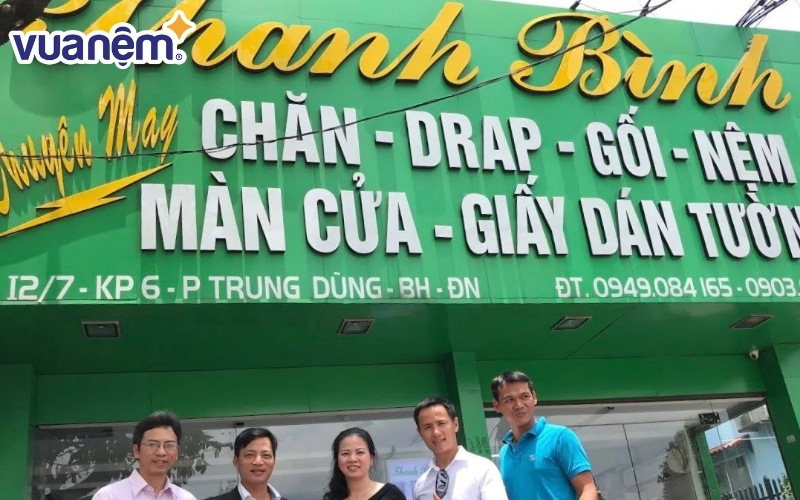 vuanệm
Thanh Bình
Chuyên May
CHĂN - DRAP - GỐI - NỆM
MÀN CỬA - GIẤY DÁN TƯỜN
12/7 - KP 6 - P TRUNG DŨNG - BH - ĐN
ĐT. 0949.084 165 - 0903.
Thanh